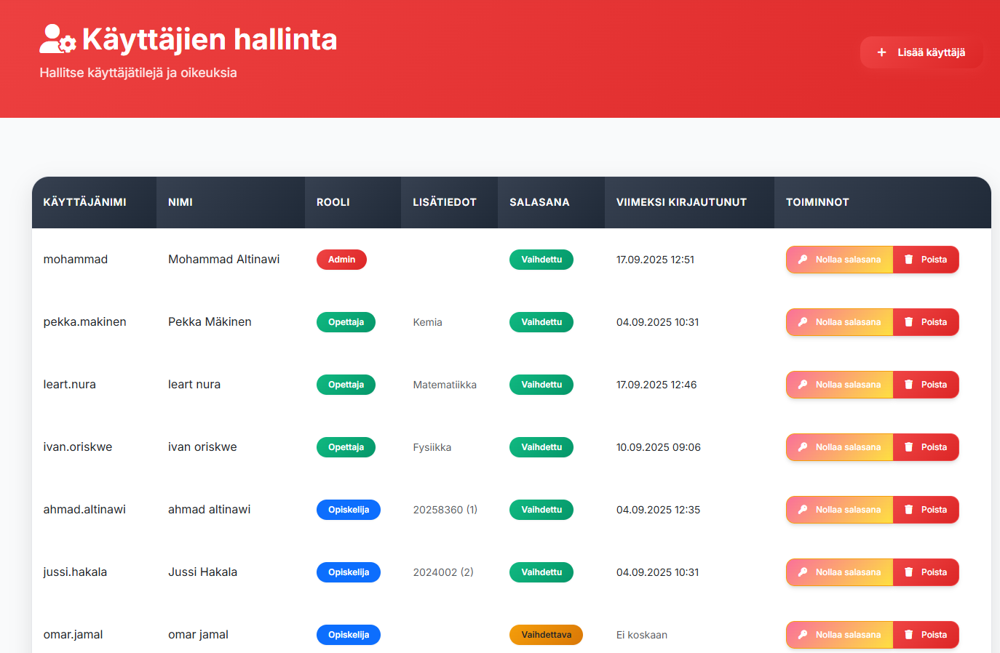 Käyttäjien hallinta
Hallitse käyttäjätilejä ja oikeuksia
Lisää käyttäjä
KÄYTTÄJÄNIMI NIMI ROOLI LISÄTIEDOT SALASANA VIIMEKSI KIRJAUTUNUT TOIMINNOT
mohammad Mohammad Altinawi Admin Vaihdettu 17.09.2025 12:51 Nollaa salasana Poista
pekka.makinen Pekka Mäkinen Opettaja Kemia Vaihdettu 04.09.2025 10:31 Nollaa salasana Poista
leart.nura leart nura Opettaja Matematiikka Vaihdettu 17.09.2025 12:46 Nollaa salasana Poista
ivan.oriskwe ivan oriskwe Opettaja Fysiikka Vaihdettu 10.09.2025 09:06 Nollaa salasana Poista
ahmad.altinawi ahmad altinawi Opiskelija 20258360 (1) Vaihdettu 04.09.2025 12:35 Nollaa salasana Poista
jussi.hakala Jussi Hakala Opiskelija 2024002 (2) Vaihdettu 04.09.2025 10:31 Nollaa salasana Poista
omar.jamal omar jamal Opiskelija Vaihdettava Ei koskaan Nollaa salasana Poista